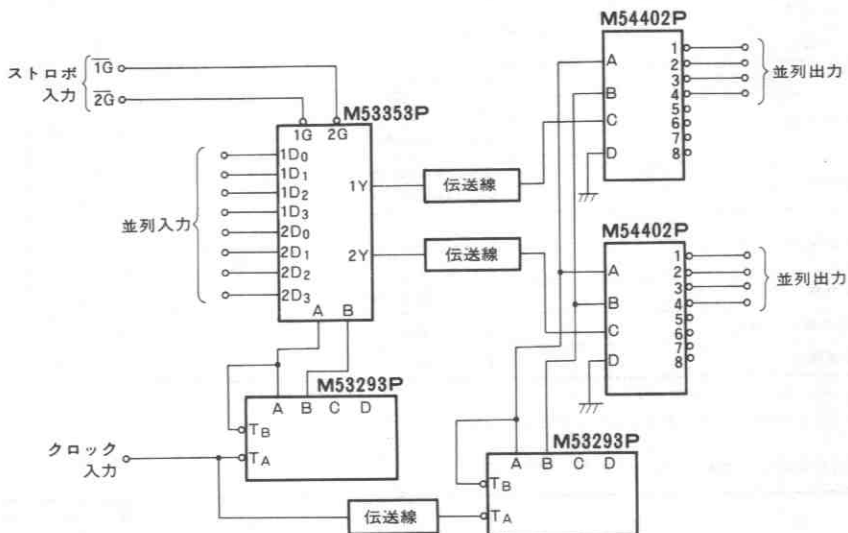 ストロボ
入力
1G
2G
M53353P
1G 2G
並列入力
1D0
1D1
1D2
1D3
2D0
2D1
2D2
2D3
1Y
2Y
A B
伝送線
伝送線
M54402P
A
B
C
D
1
2
3
4
5
6
7
8
並列出力
M54402P
A
B
C
D
1
2
3
4
5
6
7
8
並列出力
M53293P
A B C D
TB
TA
クロック
入力
伝送線
M53293P
A B C D
TB
TA